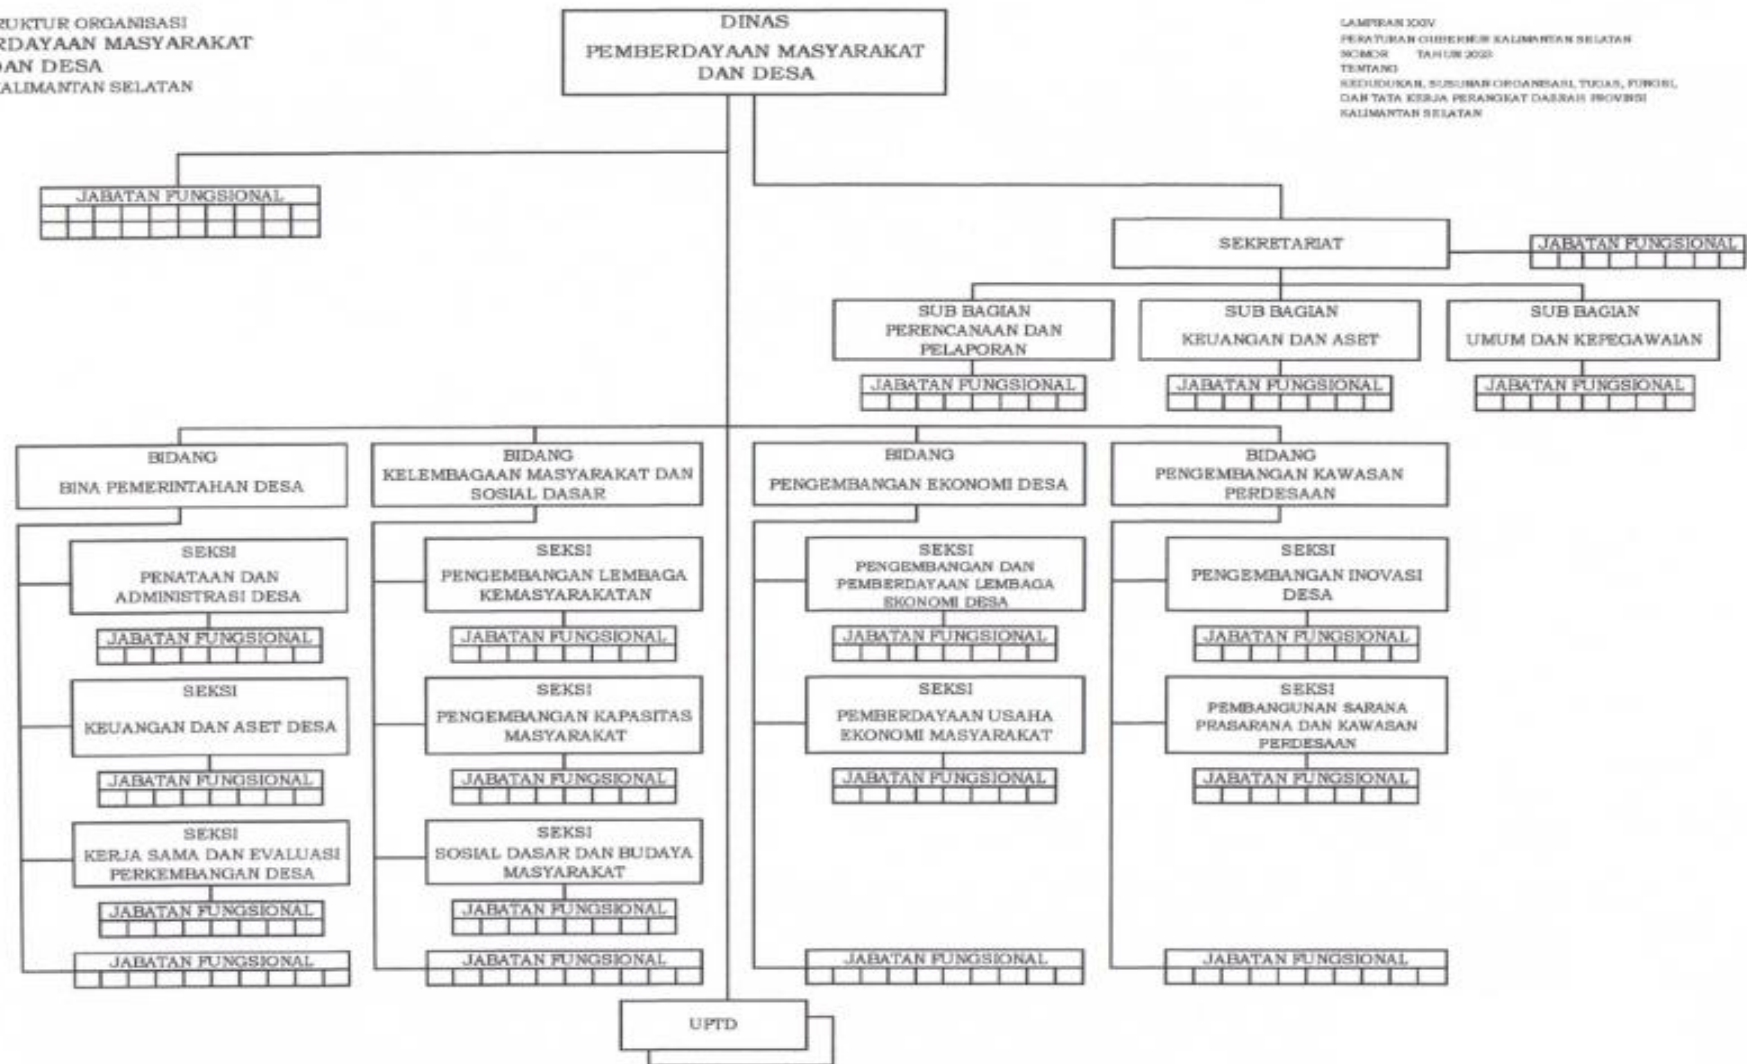 RUKTUR ORGANISASI
RDAYAAN MASYARAKAT
DAN DESA
KALIMANTAN SELATAN
DINAS
PEMBERDAYAAN MASYARAKAT
DAN DESA
LAMPIRAN XXIV
PERATURAN GUBERNUR KALIMANTAN SELATAN
NOMOR TAHUN 2023
TENTANG
KEDUDUKAN, SUSUNAN ORGANISASI, TUGAS, FUNGSI,
DAN TATA KERJA PERANGKAT DAERAH PROVINSI
KALIMANTAN SELATAN
JABATAN FUNGSIONAL
SEKRETARIAT
JABATAN FUNGSIONAL
SUB BAGIAN
PERENCANAAN DAN
PELAPORAN
JABATAN FUNGSIONAL
SUB BAGIAN
KEUANGAN DAN ASET
JABATAN FUNGSIONAL
SUB BAGIAN
UMUM DAN KEPEGAWAIAN
JABATAN FUNGSIONAL
BIDANG
BINA PEMERINTAHAN DESA
SEKSI
PENATAAN DAN
ADMINISTRASI DESA
JABATAN FUNGSIONAL
SEKSI
KEUANGAN DAN ASET DESA
JABATAN FUNGSIONAL
SEKSI
KERJA SAMA DAN EVALUASI
PERKEMBANGAN DESA
JABATAN FUNGSIONAL
JABATAN FUNGSIONAL
BIDANG
KELEMBAGAAN MASYARAKAT DAN
SOSIAL DASAR
SEKSI
PENGEMBANGAN LEMBAGA
KEMASYARAKATAN
JABATAN FUNGSIONAL
SEKSI
PENGEMBANGAN KAPASITAS
MASYARAKAT
JABATAN FUNGSIONAL
SEKSI
SOSIAL DASAR DAN BUDAYA
MASYARAKAT
JABATAN FUNGSIONAL
JABATAN FUNGSIONAL
BIDANG
PENGEMBANGAN EKONOMI DESA
SEKSI
PENGEMBANGAN DAN
PEMBERDAYAAN LEMBAGA
EKONOMI DESA
JABATAN FUNGSIONAL
SEKSI
PEMBERDAYAAN USAHA
EKONOMI MASYARAKAT
JABATAN FUNGSIONAL
JABATAN FUNGSIONAL
BIDANG
PENGEMBANGAN KAWASAN
PERDESAAN
SEKSI
PENGEMBANGAN INOVASI
DESA
JABATAN FUNGSIONAL
SEKSI
PEMBANGUNAN SARANA
PRASARANA DAN KAWASAN
PERDESAAN
JABATAN FUNGSIONAL
JABATAN FUNGSIONAL
UPTD